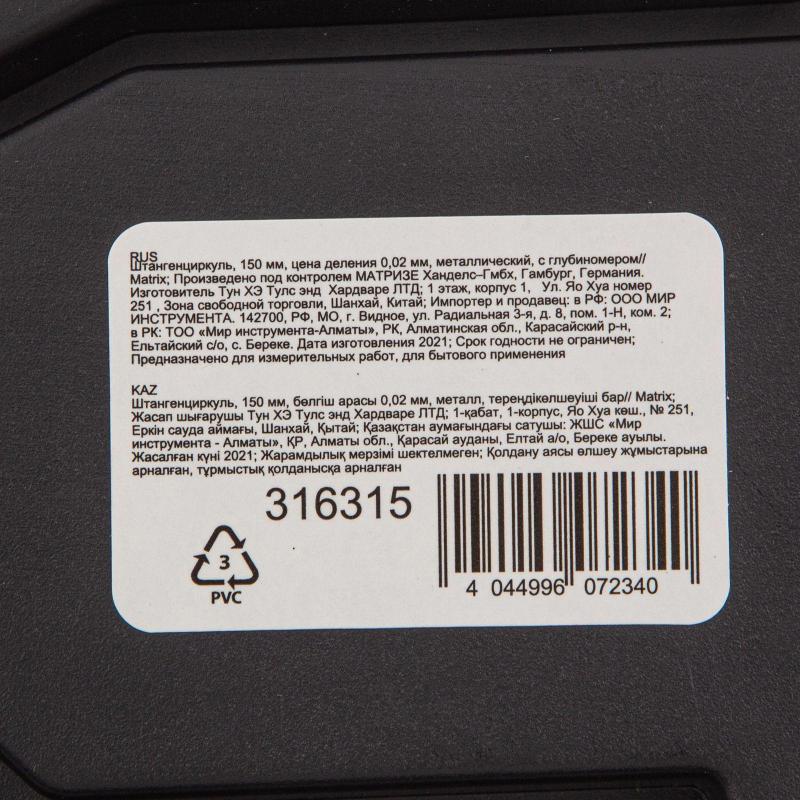 RUS
Штангенциркуль, 150 мм, цена деления 0,02 мм, металлический, с глубиномером//
Matrix; Произведено под контролем МАТРИЗЕ Ханделс–Гмбх, Гамбург, Германия.
Изготовитель Тун ХЭ Тулс энд Хардваре ЛТД; 1 этаж, корпус 1, Ул. Яо Хуа номер
251 , Зона свободной торговли, Шанхай, Китай; Импортер и продавец: в РФ: ООО МИР
ИНСТРУМЕНТА. 142700, РФ, МО, г. Видное, ул. Радиальная 3-я, д. 8, пом. 1-Н, ком. 2;
в РК: ТОО «Мир инструмента-Алматы», РК, Алматинская обл., Карасайский р-н,
Ельтайский с/о, с. Береке. Дата изготовления 2021; Срок годности не ограничен;
Предназначено для измерительных работ, для бытового применения
KAZ
Штангенциркуль, 150 мм, бөлгіш арасы 0,02 мм, металл, тереңдікөлшеуіші бар// Matrix;
Жасап шығарушы Тун ХЭ Тулс энд Хардваре ЛТД; 1-қабат, 1-корпус, Яо Хуа көш., № 251,
Еркін сауда аймағы, Шанхай, Қытай; Қазақстан аумағындағы сатушы: ЖШС «Мир
инструмента - Алматы», ҚР, Алматы обл., Қарасай ауданы, Елтай а/о, Береке ауылы.
Жасалған күні 2021; Жарамдылық мерзімі шектелмеген; Қолдану аясы өлшеу жұмыстарына
арналған, тұрмыстық қолданысқа арналған
316315
3
PVC
4 044996 072340